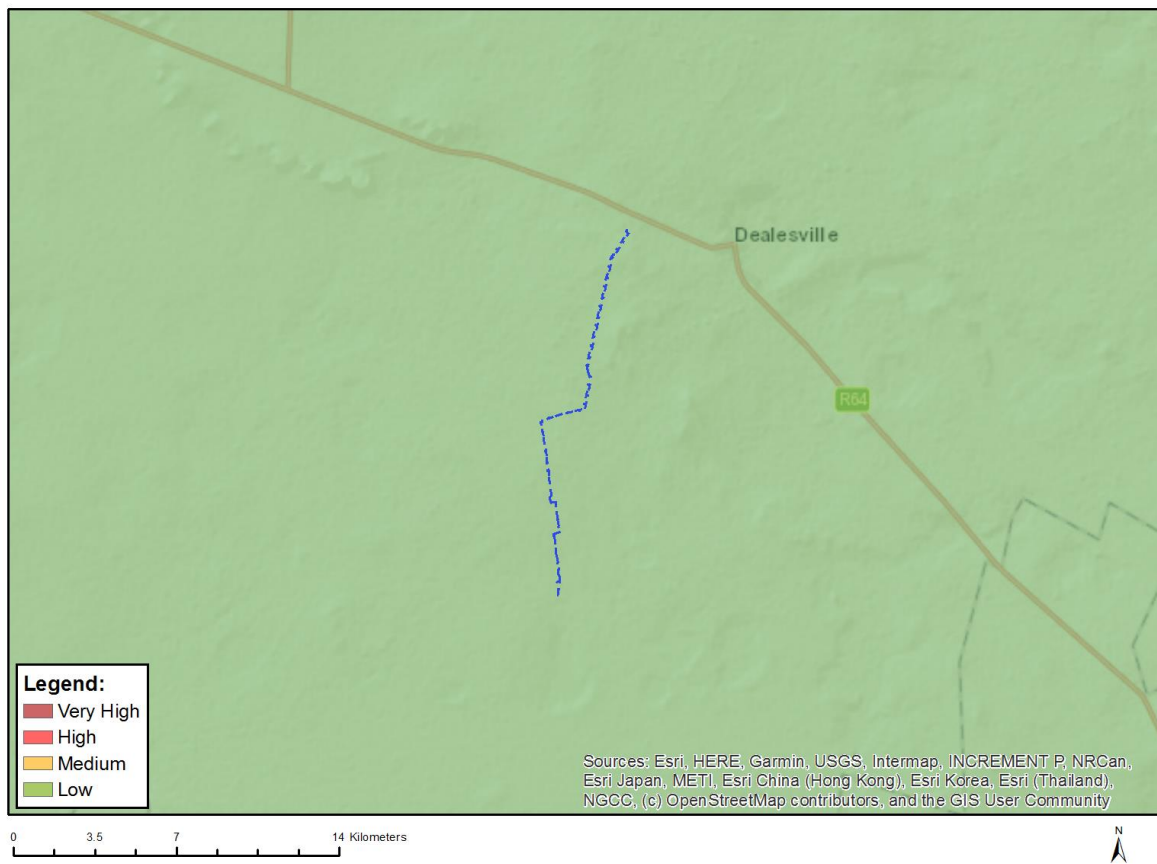 Dealesville
R64
Legend:
Very High
High
Medium
Low
Sources: Esri, HERE, Garmin, USGS, Intermap, INCREMENT P, NRCan,
Esri Japan, METI, Esri China (Hong Kong), Esri Korea, Esri (Thailand),
NGCC, (c) OpenStreetMap contributors, and the GIS User Community
0 3.5 7 14 Kilometers
N